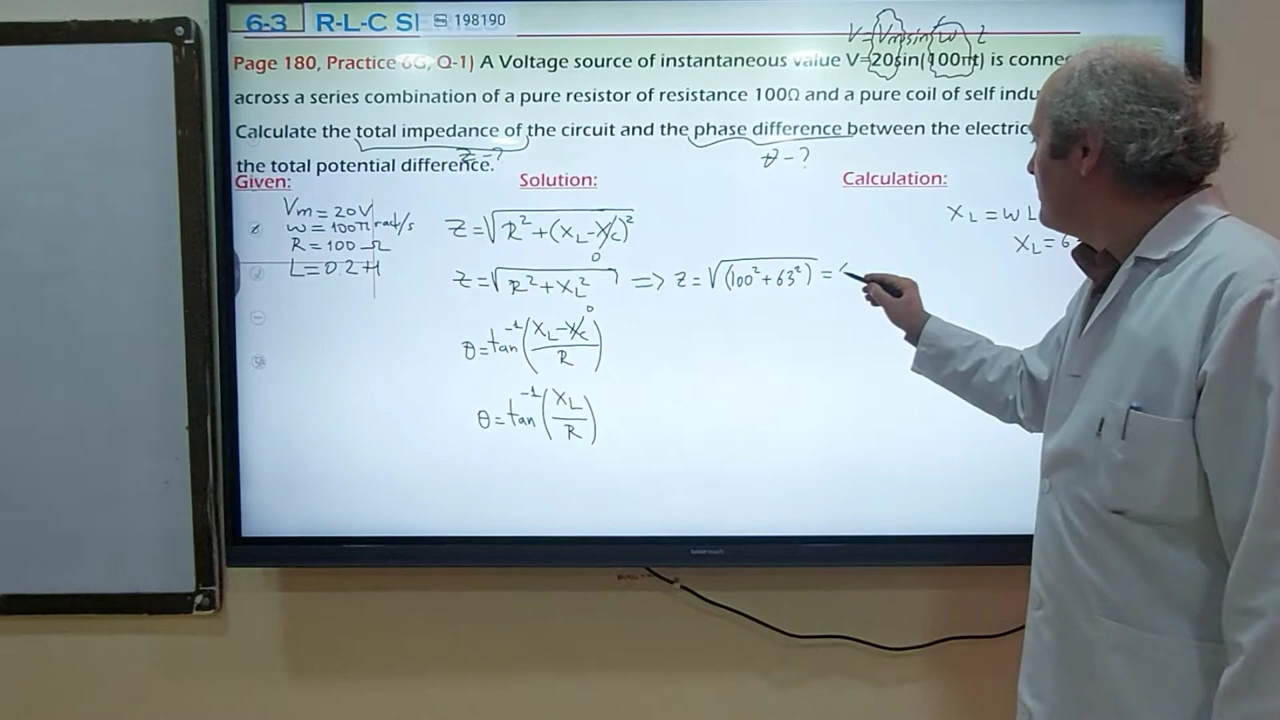 6-3 R-L-C SI 198190
V=Vm sin(ω t
Page 180, Practice 6G, Q-1) A Voltage source of instantaneous value V=20sin(100πt) is conne
across a series combination of a pure resistor of resistance 100Ω and a pure coil of self indu
Calculate the total impedance of the circuit and the phase difference between the electric
the total potential difference.
Z-? θ-?
Given: Solution: Calculation:
Vm = 20V
ω = 100π rad/s
R = 100 Ω
L = 0.2H
Z=√R²+(XL-XC)²
0
Z=√R²+XL² => Z=√(100²+63²) =
0
θ=tan⁻¹(XL-XC/R)
θ=tan⁻¹(XL/R)
XL = ω L
XL = 6